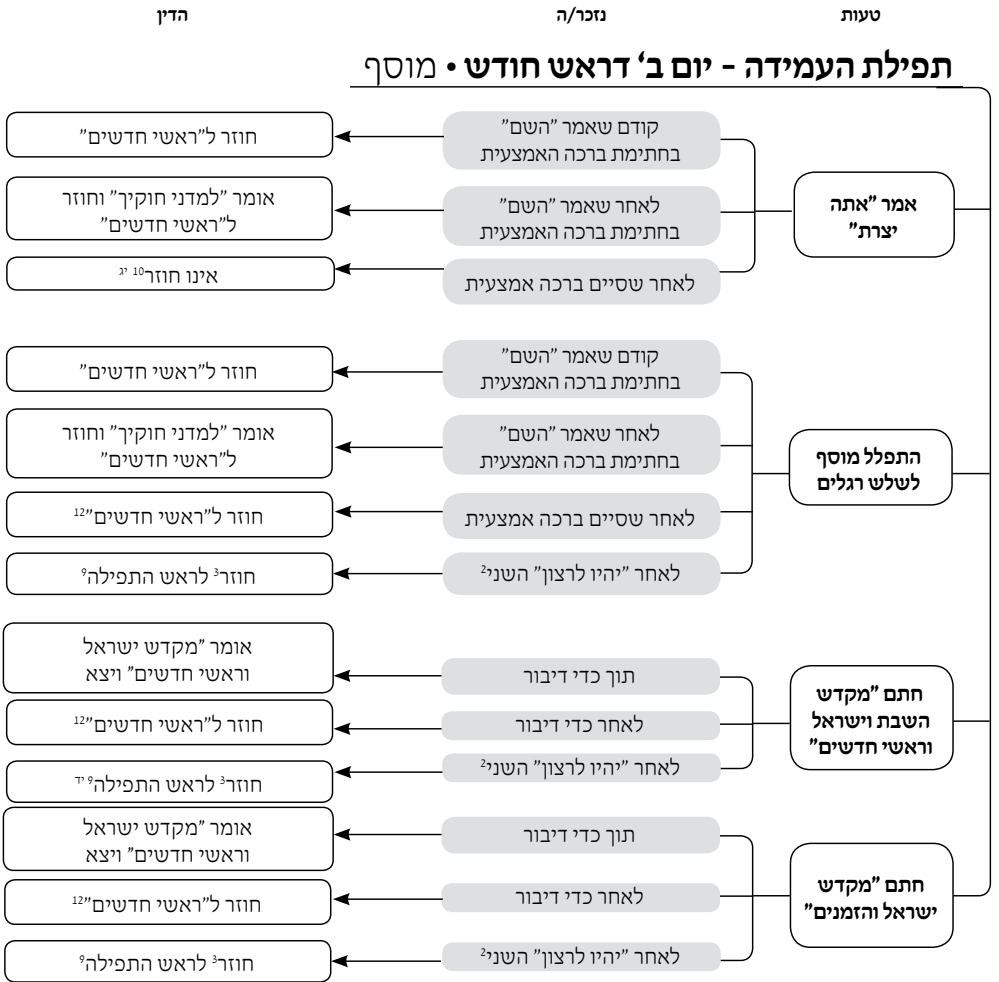 טעות
נזכר/ה
הדין
תפילת העמידה - יום ב' דראש חודש • מוסף
אמר "אתה
יצרת"
קודם שאמר "השם"
בחתימת ברכה האמצעית
חוזר ל"ראשי חדשים"
לאחר שאמר "השם"
בחתימת ברכה האמצעית
אומר "למדני חוקיך" וחוזר
ל"ראשי חדשים"
לאחר שסיים ברכה אמצעית
אינו חוזר10 יג
התפלל מוסף
לשלש רגלים
קודם שאמר "השם"
בחתימת ברכה האמצעית
חוזר ל"ראשי חדשים"
לאחר שאמר "השם"
בחתימת ברכה האמצעית
אומר "למדני חוקיך" וחוזר
ל"ראשי חדשים"
לאחר שסיים ברכה אמצעית
חוזר ל"ראשי חדשים"12
לאחר "יהיו לרצון" השני2
חוזר3 לראש התפילה9
חתם "מקדש
השבת וישראל
וראשי חדשים"
תוך כדי דיבור
אומר "מקדש ישראל
וראשי חדשים" ויצא
לאחר כדי דיבור
חוזר ל"ראשי חדשים"12
לאחר "יהיו לרצון" השני2
חוזר3 לראש התפילה9 יד
חתם "מקדש
ישראל והזמנים"
תוך כדי דיבור
אומר "מקדש ישראל
וראשי חדשים" ויצא
לאחר כדי דיבור
חוזר ל"ראשי חדשים"12
לאחר "יהיו לרצון" השני2
חוזר3 לראש התפילה9